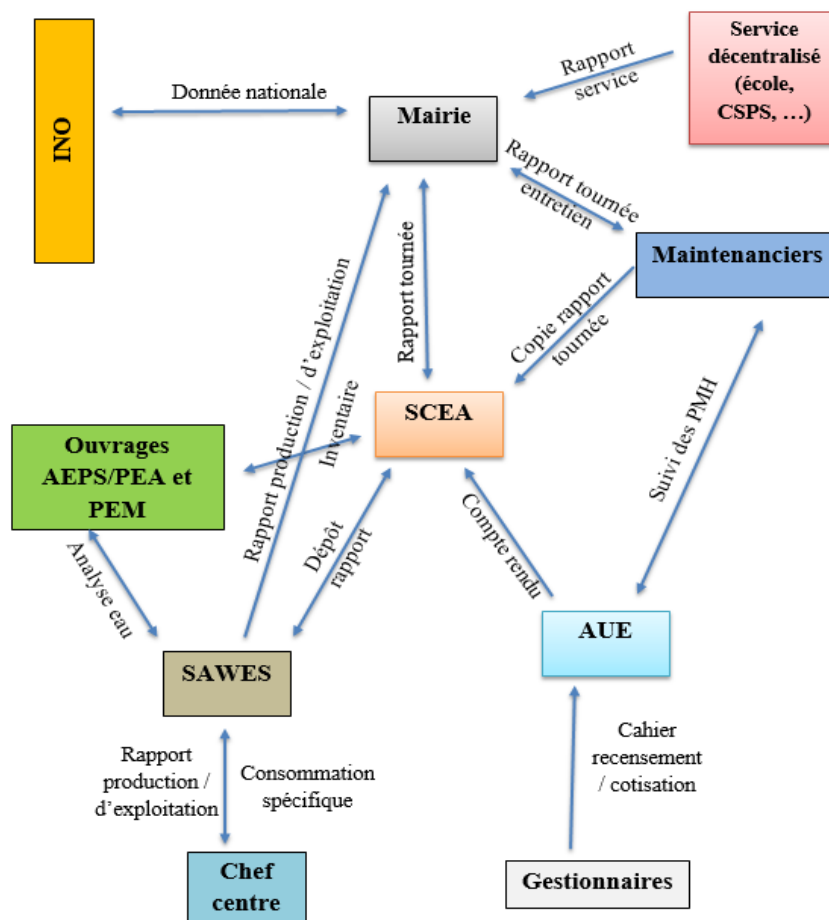 Service
décentralisé
(école,
CSPS, …)
Rapport
service
Donnée nationale
Mairie
INO
Rapport tournée
entretien
Maintenanciers
Rapport tournée
Copie rapport
tournée
Rapport production / d’exploitation
Inventaire
SCEA
Ouvrages
AEPS/PEA et
PEM
Suivi des PMH
Dépôt
rapport
Compte rendu
Analyse eau
AUE
SAWES
Cahier
recensement
/ cotisation
Rapport
production /
d’exploitation
Consommation
spécifique
Chef
centre
Gestionnaires